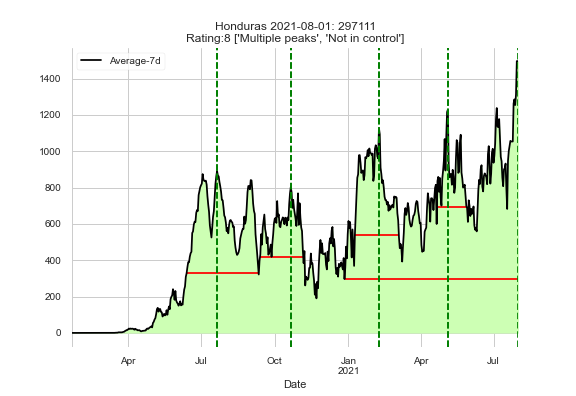 Honduras 2021-08-01: 297111
Rating:8 ['Multiple peaks', 'Not in control']
Average-7d
1400
1200
1000
800
600
400
200
0
Apr
Jul
Oct
Jan
2021
Apr
Jul
Date